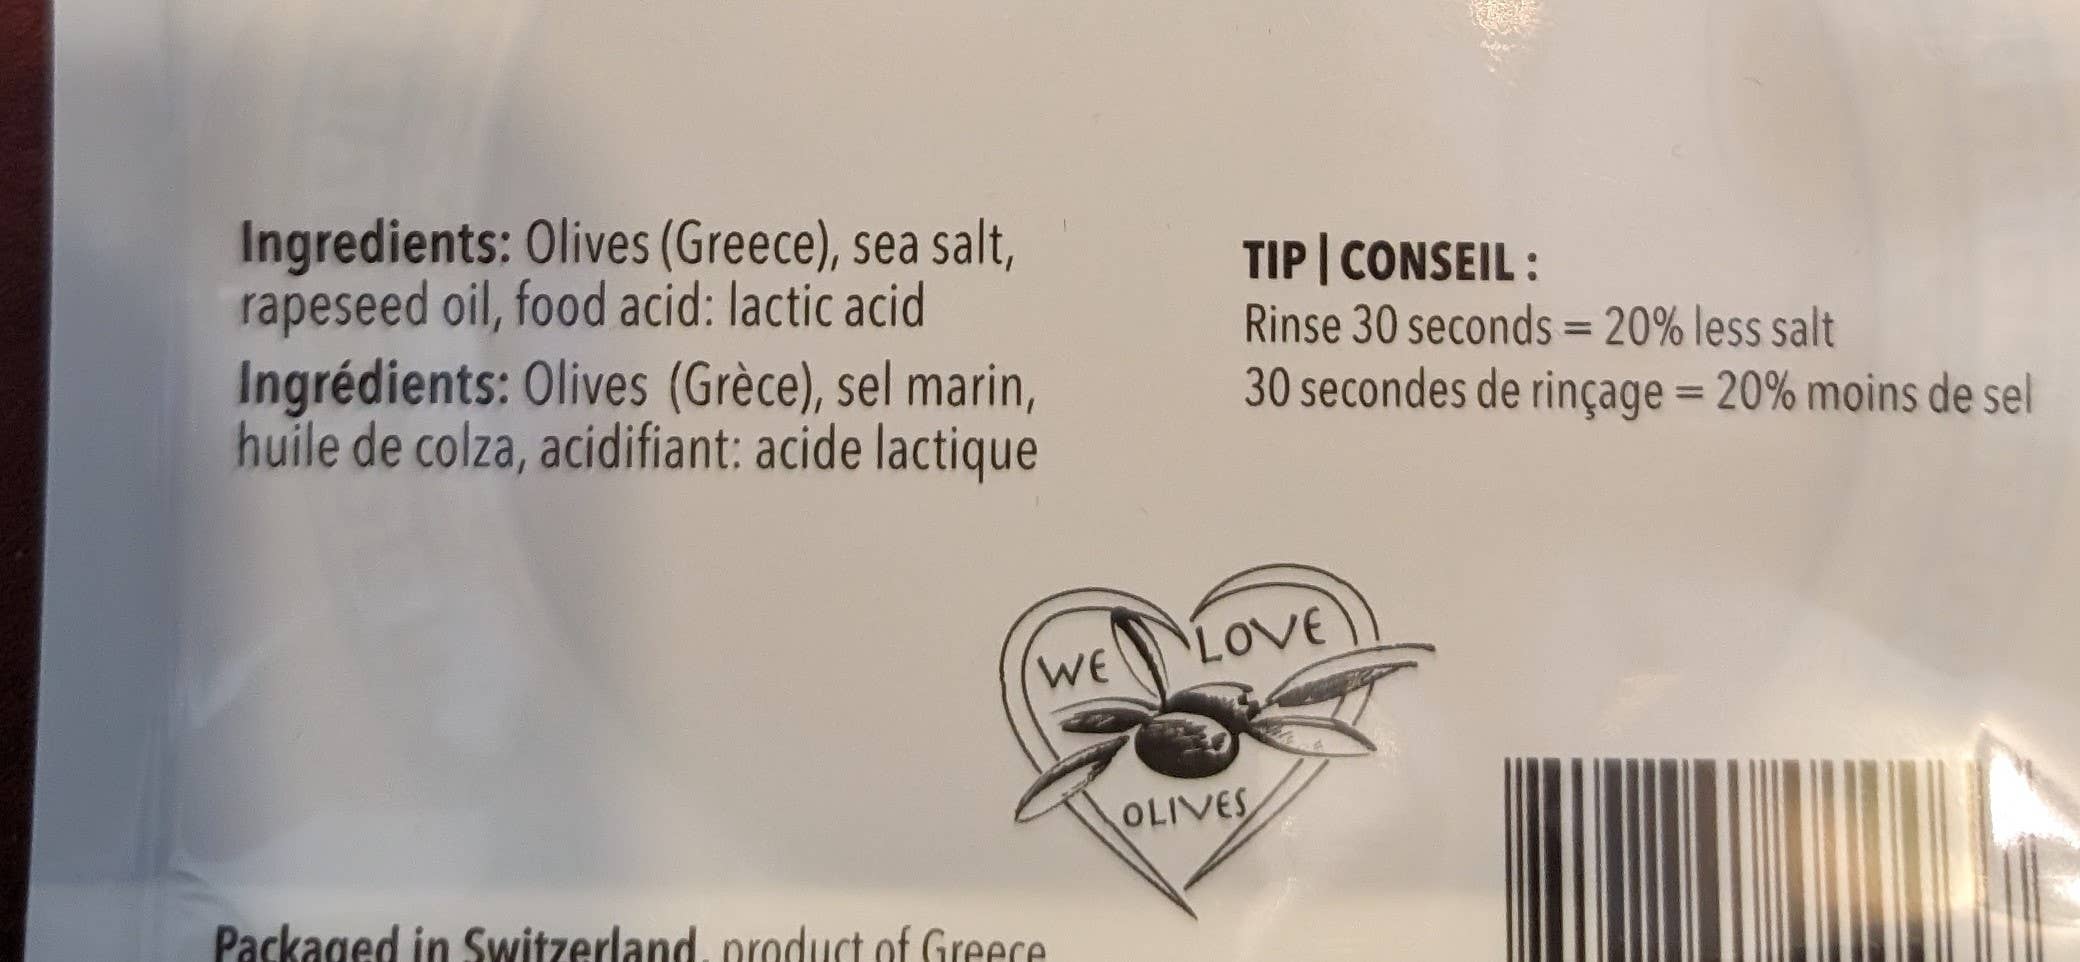 Ingredients: Olives (Greece), sea salt,
rapeseed oil, food acid: lactic acid
Ingrédients: Olives (Grèce), sel marin,
huile de colza, acidifiant: acide lactique
TIP | CONSEIL :
Rinse 30 seconds = 20% less salt
30 secondes de rinçage = 20% moins de sel
WE LOVE
OLIVES
Packaged in Switzerland, product of Greece